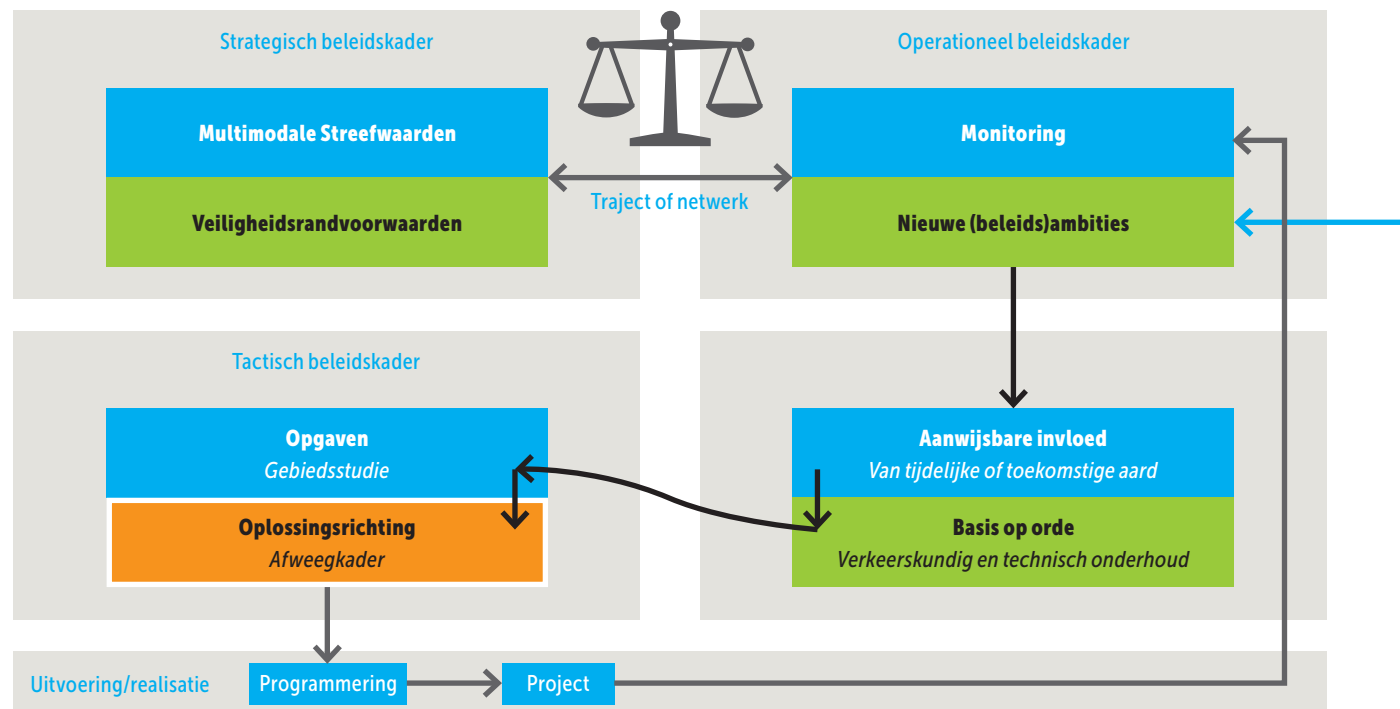 Strategisch beleidskader
Multimodale Streefwaarden
Veiligheidsrandvoorwaarden
Traject of netwerk
Operationeel beleidskader
Monitoring
Nieuwe (beleids)ambities
Tactisch beleidskader
Opgaven
Gebiedsstudie
Oplossingsrichting
Afweegkader
Aanwijsbare invloed
Van tijdelijke of toekomstige aard
Basis op orde
Verkeerskundig en technisch onderhoud
Uitvoering/realisatie
Programmering
Project